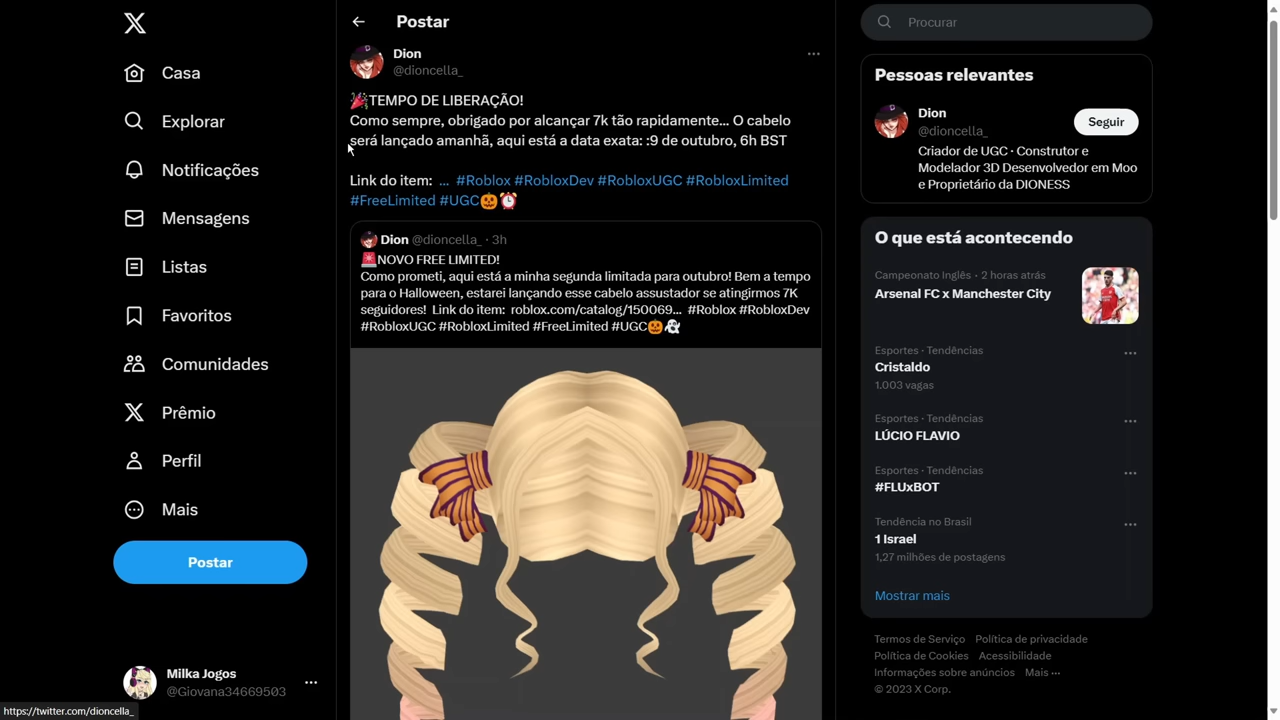 Casa
Explorar
Notificações
Mensagens
Listas
Favoritos
Comunidades
Prêmio
Perfil
Mais
Postar
Milka Jogos
@Giovana34669503
https://twitter.com/dioncella_
Postar
Dion
@dioncella_
TEMPO DE LIBERAÇÃO!
Como sempre, obrigado por alcançar 7k tão rapidamente... O cabelo
será lançado amanhã, aqui está a data exata: :9 de outubro, 6h BST
Link do item: ... #Roblox #RobloxDev #RobloxUGC #RobloxLimited
#FreeLimited #UGC
Dion @dioncella_ · 3h
NOVO FREE LIMITED!
Como prometi, aqui está a minha segunda limitada para outubro! Bem a tempo
para o Halloween, estarei lançando esse cabelo assustador se atingirmos 7K
seguidores! Link do item: roblox.com/catalog/150069... #Roblox #RobloxDev
#RobloxUGC #RobloxLimited #FreeLimited #UGC
Procurar
Pessoas relevantes
Dion
@dioncella_
Seguir
Criador de UGC · Construtor e
Modelador 3D Desenvolvedor em Moo
e Proprietário da DIONESS
O que está acontecendo
Campeonato Inglês · 2 horas atrás
Arsenal FC x Manchester City
Esportes · Tendências
Cristaldo
1.003 vagas
Esportes · Tendências
LÚCIO FLAVIO
Esportes · Tendências
#FLUxBOT
Tendência no Brasil
1 Israel
1,27 milhões de postagens
Mostrar mais
Termos de Serviço Política de privacidade
Política de Cookies Acessibilidade
Informações sobre anúncios Mais ...
© 2023 X Corp.